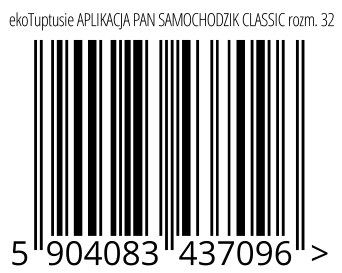 ekoTuptusie APLIKACJA PAN SAMOCHODZIK CLASSIC rozm. 32
5 904083 437096 >